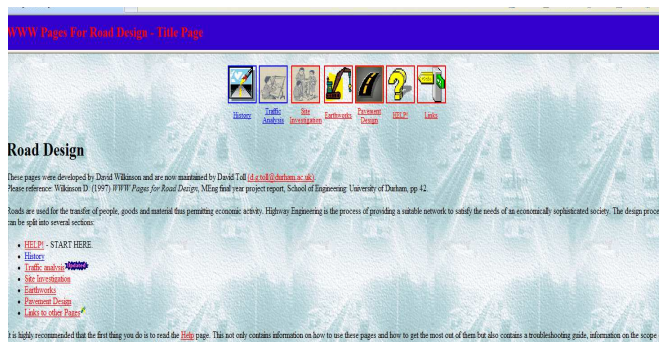 WWW Pages For Road Design - Title Page
History
Traffic Analysis
Site Investigation
Earthworks
Pavement Design
HELP!
Links
Road Design
These pages were developed by David Wilkinson and are now maintained by David Toll (d.g.toll@durham.ac.uk).
Please reference: Wilkinson D. (1997) WWW Pages for Road Design, MEng final year project report, School of Engineering: University of Durham, pp 42.
Roads are used for the transfer of people, goods and material thus permitting economic activity. Highway Engineering is the process of providing a suitable network to satisfy the needs of an economically sophisticated society. The design proce
can be split into several sections:
HELP! - START HERE.
History
Traffic analysis
Site Investigation
Earthworks
Pavement Design
Links to other Pages
It is highly recommended that the first thing you do is to read the Help page. This not only contains information on how to use these pages and how to get the most out of them but also contains a troubleshooting guide, information on the scope